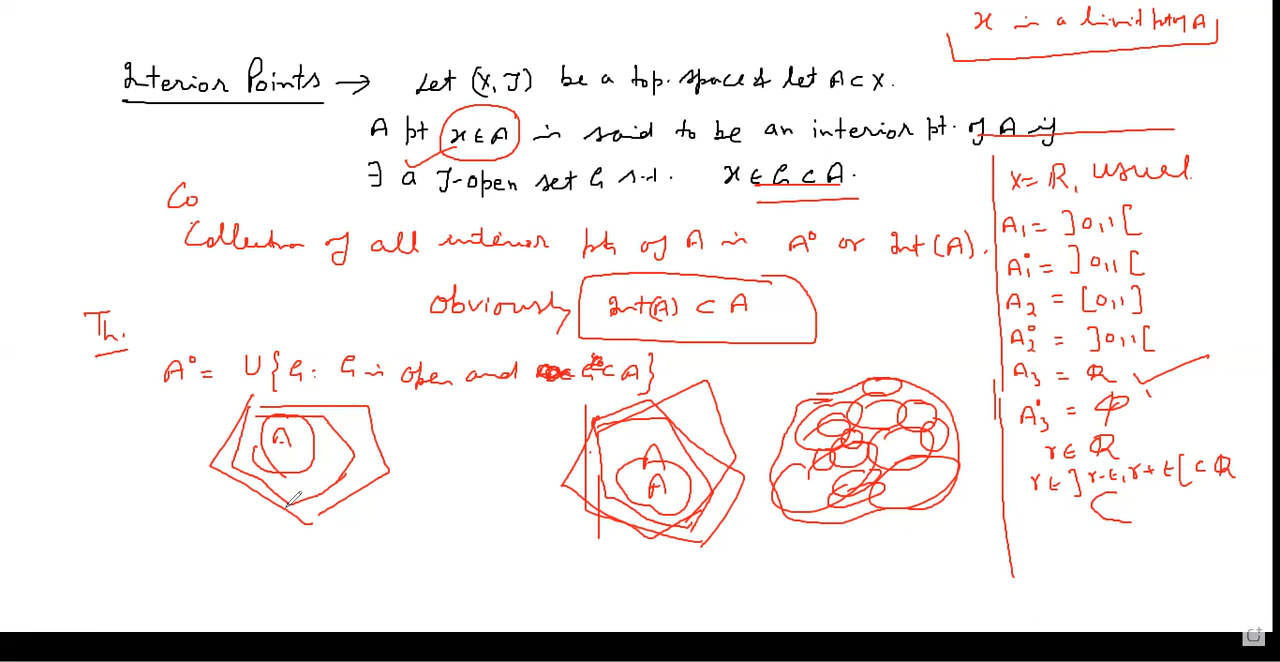 x is a limit pt of A
Interior Points → Let (X, T) be a top. space & let A ⊂ X.
A pt x ∈ A is said to be an interior pt. of A if
∃ a T-open set G s.t. x ∈ G ⊂ A.
Co
Collection of all interior pts of A is A° or Int(A).
Obviously Int(A) ⊂ A
Th.
A° = ∪{G : G is open and G ⊂ A}
A
A
A
X = R, usual
A₁ = ]0,1[
A₁° = ]0,1[
A₂ = [0,1]
A₂° = ]0,1[
A₃ = Q
A₃° = φ
r ∈ Q
r ∈ ]r-ε, r+ε[ ⊂ Q